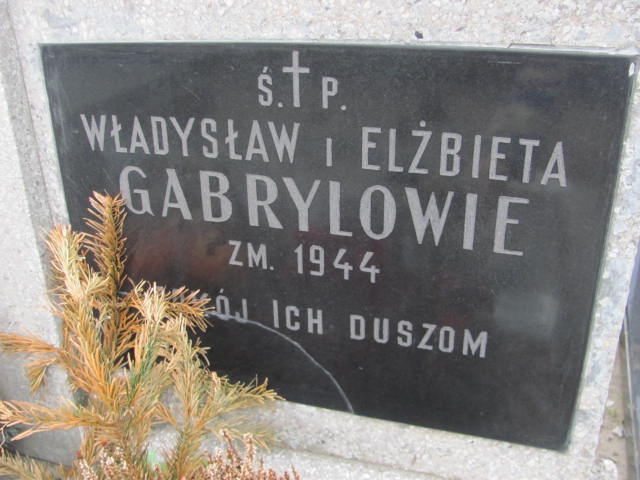 Ś.†P.
WŁADYSŁAW i ELŻBIETA
GABRYLOWIE
ZM. 1944
ICH DUSZOM